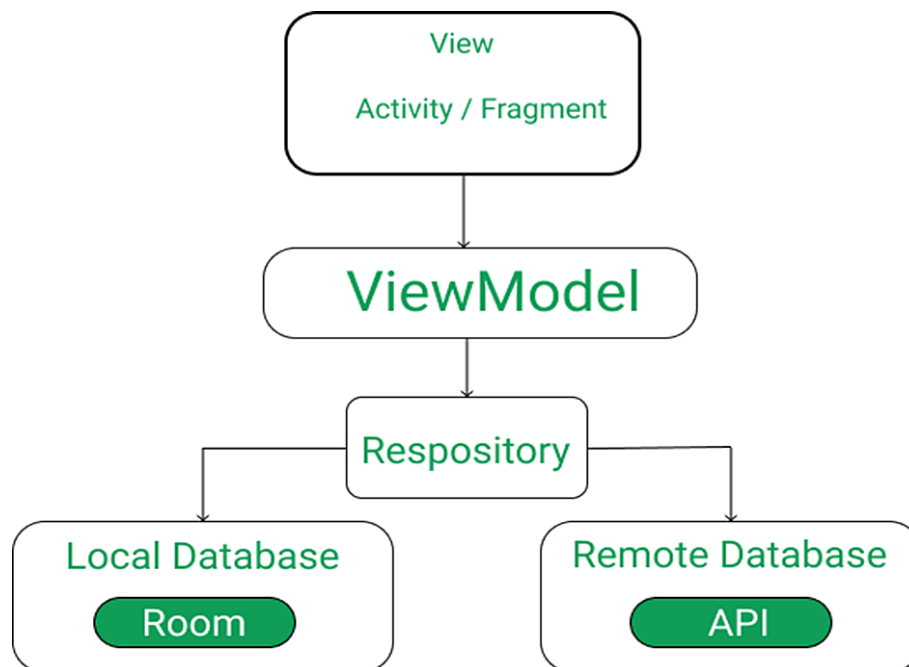 View
Activity / Fragment
ViewModel
Respository
Local Database
Room
Remote Database
API